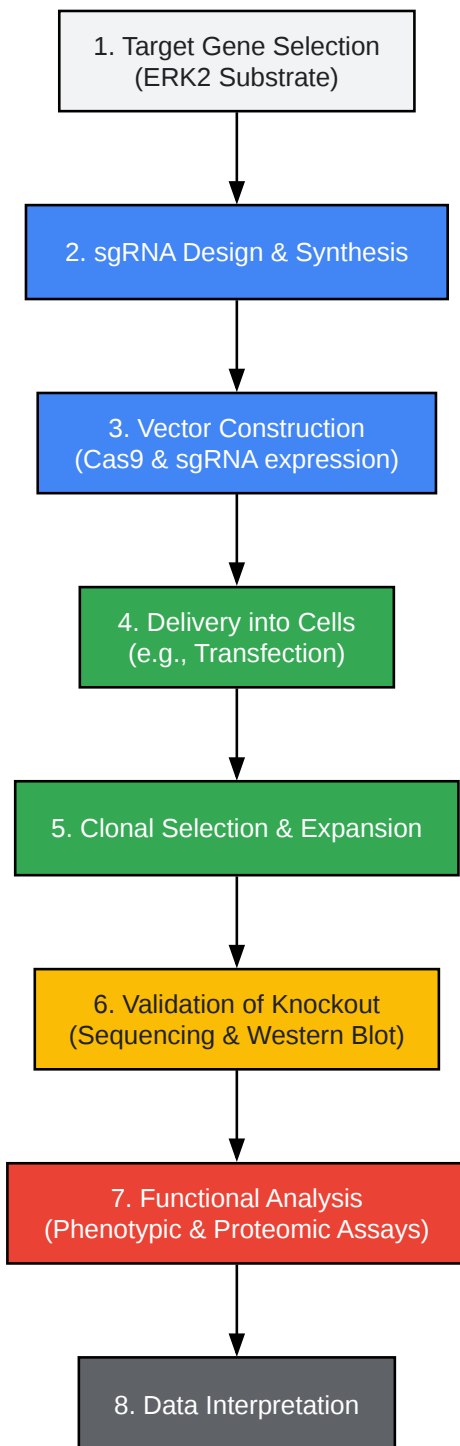 1. Target Gene Selection
(ERK2 Substrate)
2. sgRNA Design & Synthesis
3. Vector Construction
(Cas9 & sgRNA expression)
4. Delivery into Cells
(e.g., Transfection)
5. Clonal Selection & Expansion
6. Validation of Knockout
(Sequencing & Western Blot)
7. Functional Analysis
(Phenotypic & Proteomic Assays)
8. Data Interpretation